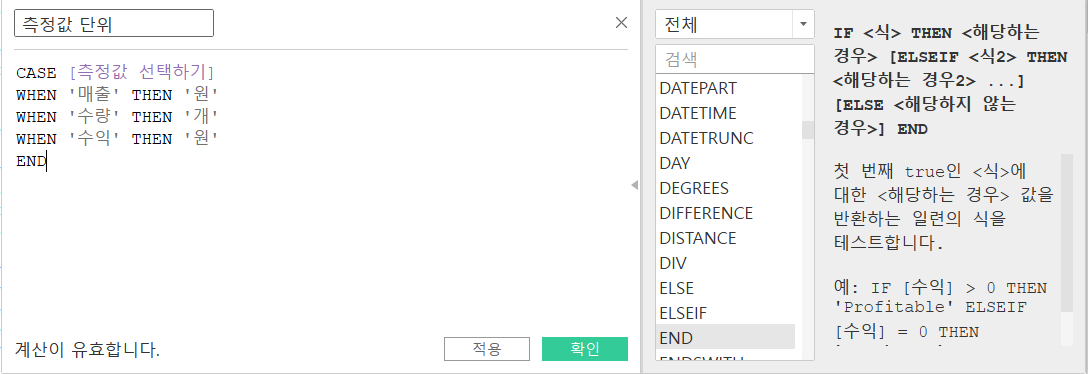 측정값 단위
CASE [측정값 선택하기]
WHEN '매출' THEN '원'
WHEN '수량' THEN '개'
WHEN '수익' THEN '원'
END
계산이 유효합니다.
적용
확인
전체
검색
DATEPART
DATETIME
DATETRUNC
DAY
DEGREES
DIFFERENCE
DISTANCE
DIV
ELSE
ELSEIF
END
ENDSWITH
IF <식> THEN <해당하는
경우> [ELSEIF <식2> THEN
<해당하는 경우2> ...]
[ELSE <해당하지 않는
경우>] END
첫 번째 true인 <식>에
대한 <해당하는 경우> 값을
반환하는 일련의 식을
테스트합니다.
예: IF [수익] > 0 THEN
'Profitable' ELSEIF
[수익] = 0 THEN